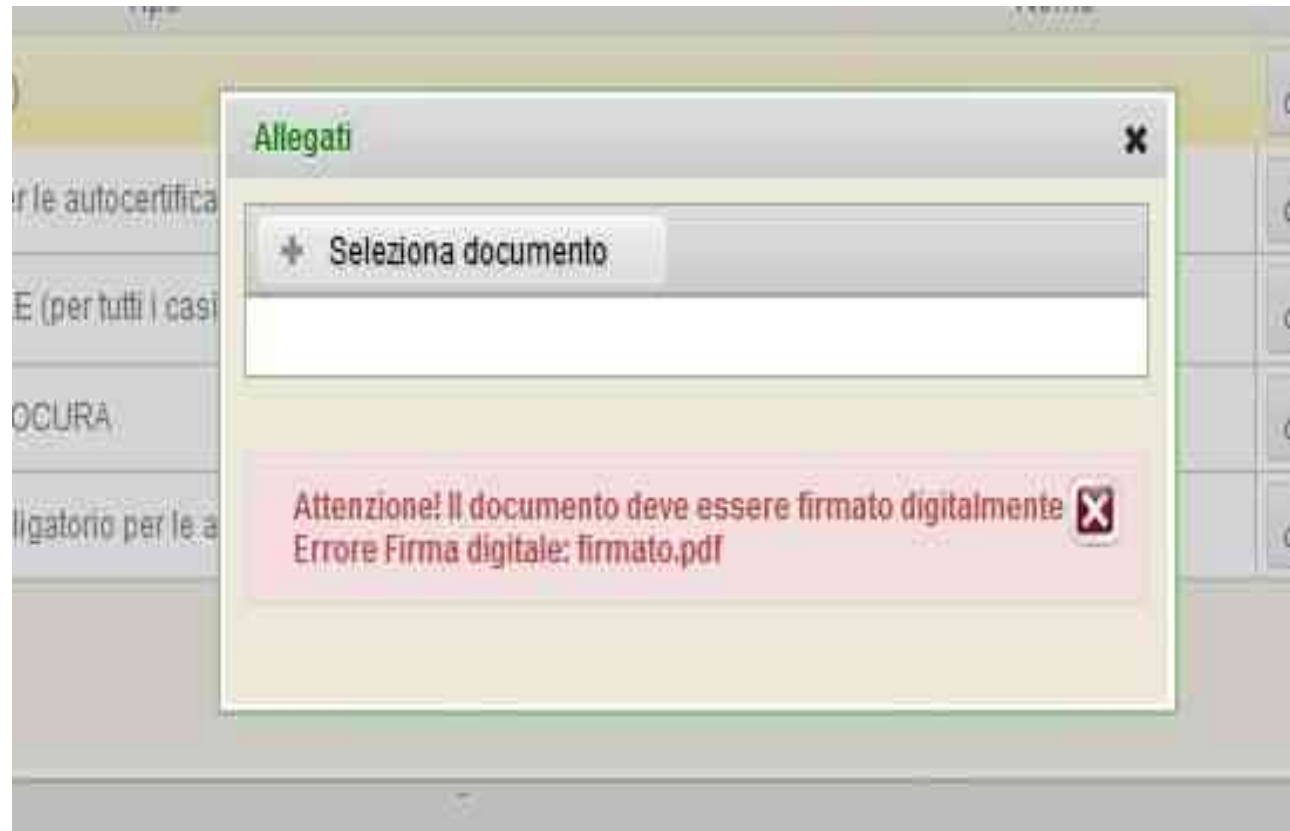 Allegati
r le autocertifica
Seleziona documento
E (per tutti i casi
OCURA
Attenzione! Il documento deve essere firmato digitalmente
ligatorio per le a
Errore Firma digitale: firmato.pdf